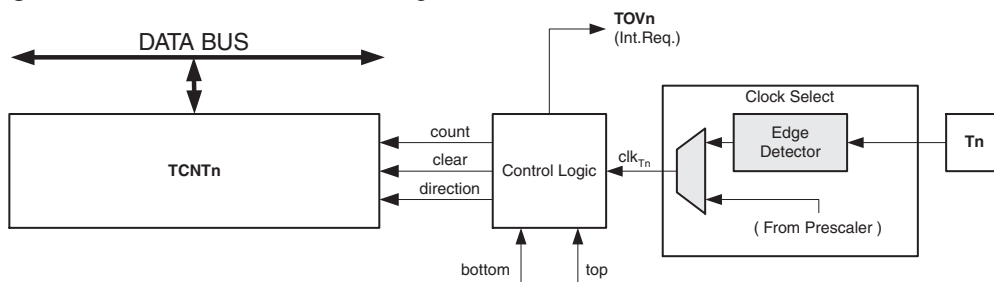 TOVn
(Int.Req.)
DATA BUS
Clock Select
TCNTn
count
clear
direction
Control Logic
clkTn
Edge
Detector
Tn
( From Prescaler )
bottom
top